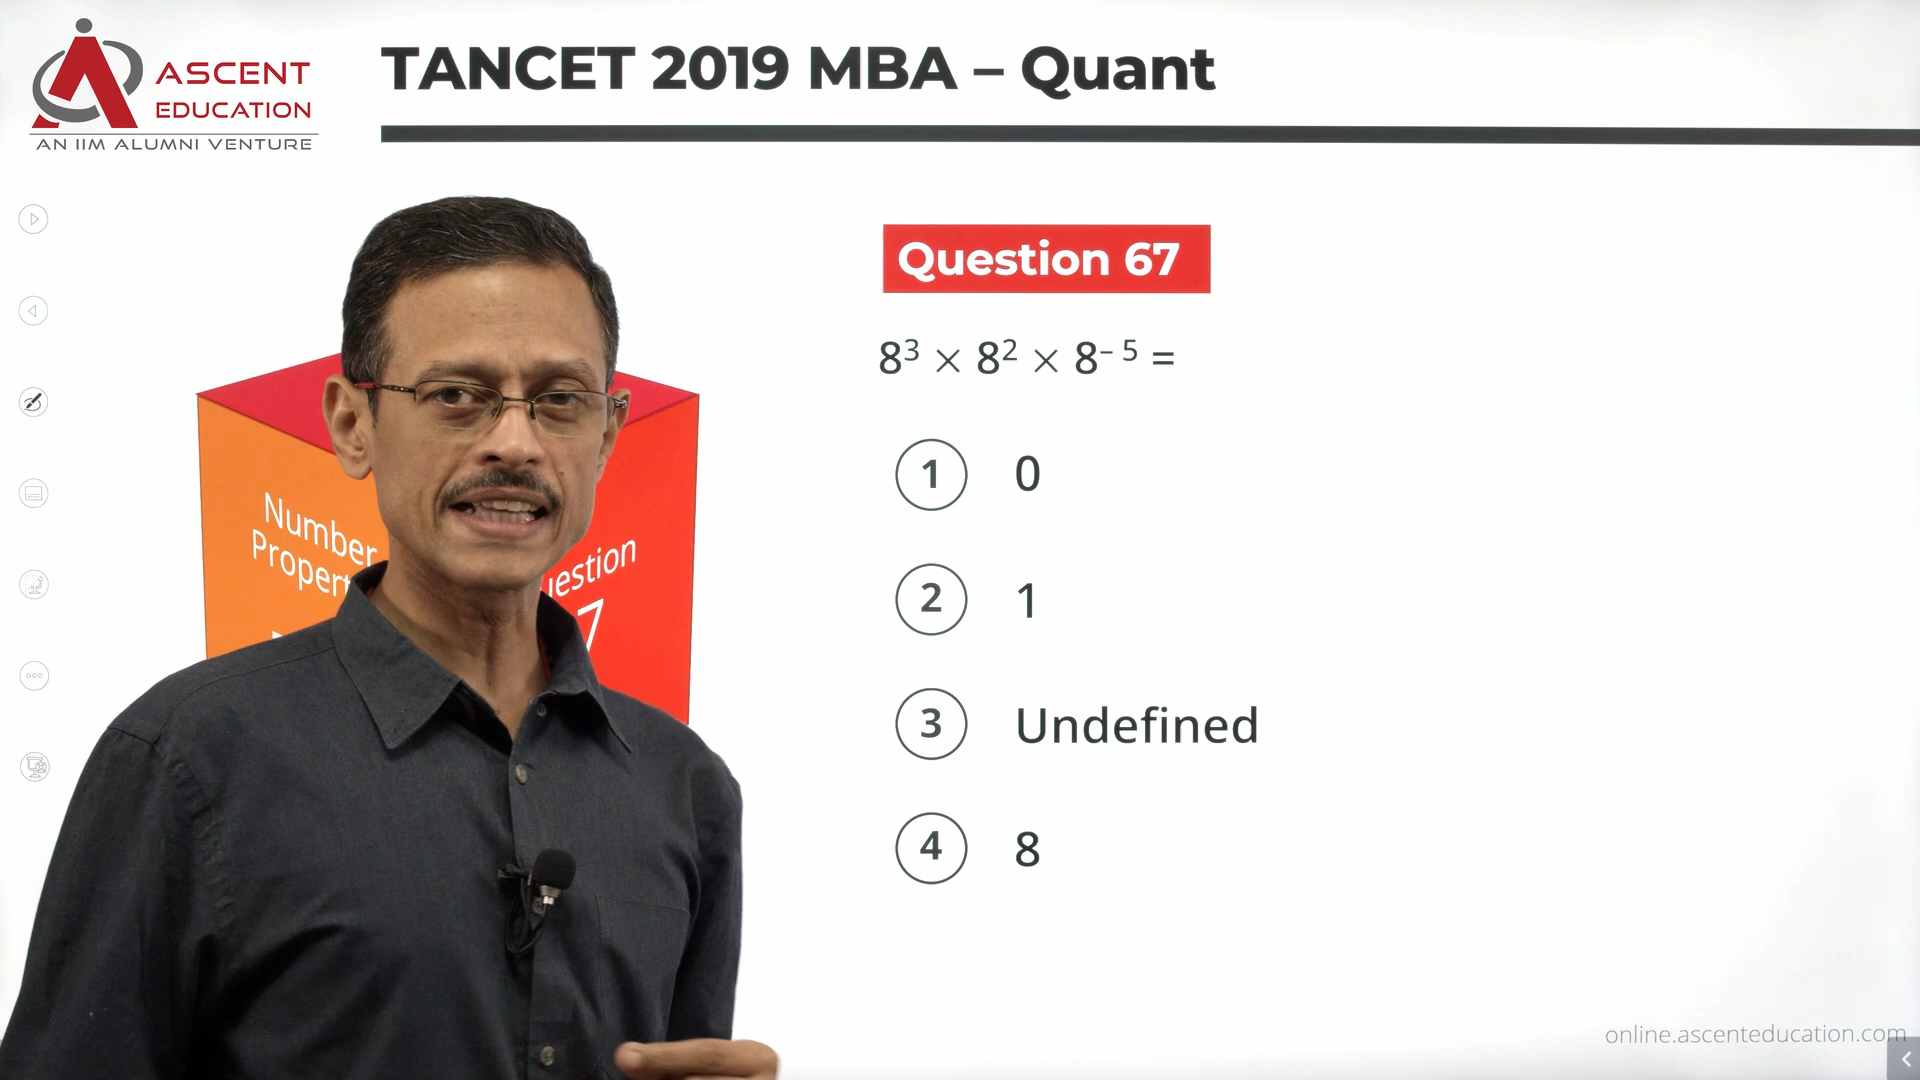 ASCENT
EDUCATION
AN IIM ALUMNI VENTURE
TANCET 2019 MBA – Quant
Question 67
8³ × 8² × 8⁻ ⁵ =
1 0
2 1
3 Undefined
4 8
Number
online.ascenteducation.com